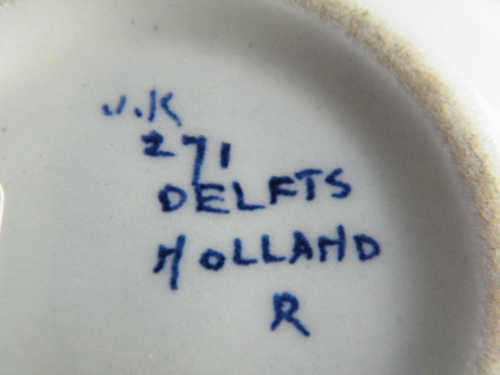 J.K
271
DELFTS
HOLLAND
R